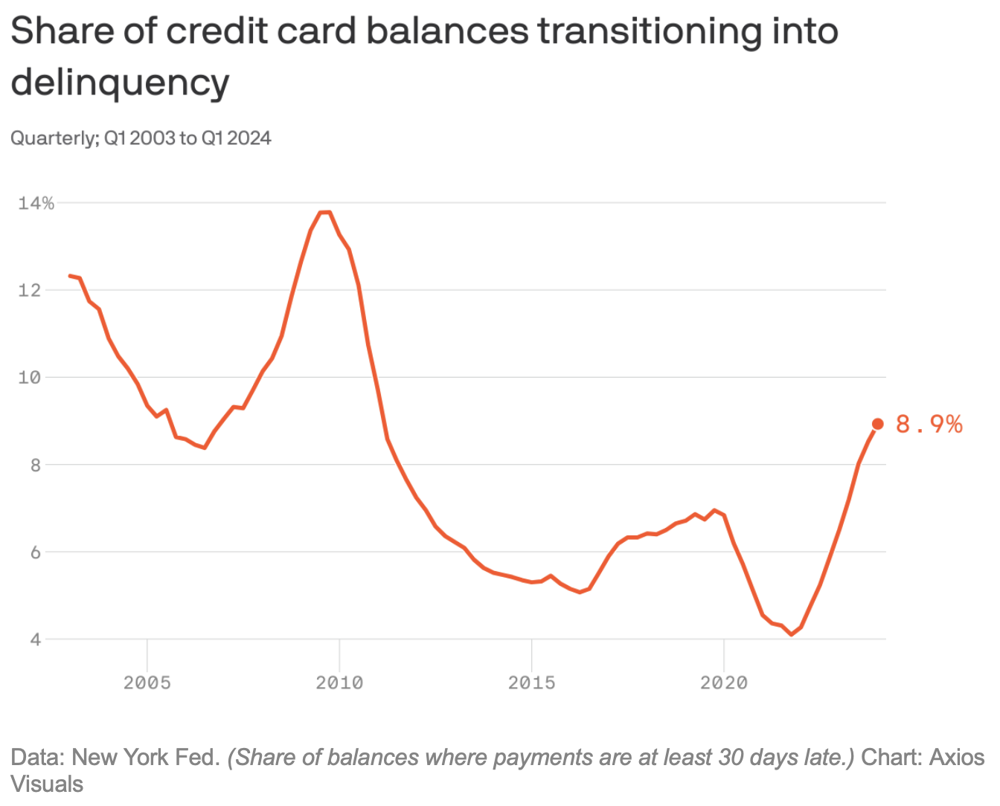 Share of credit card balances transitioning into
delinquency
Quarterly; Q1 2003 to Q1 2024
14%
12
10
8
6
4
8.9%
2005
2010
2015
2020
Data: New York Fed. (Share of balances where payments are at least 30 days late.) Chart: Axios
Visuals